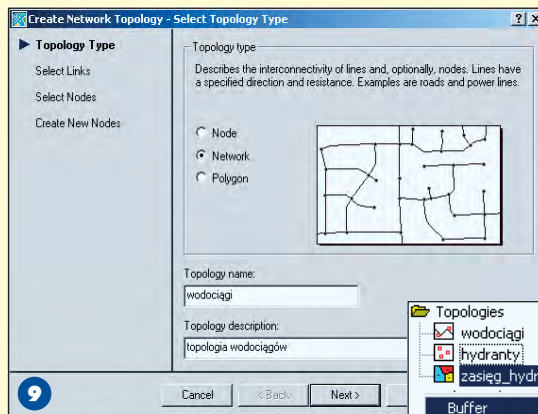 Create Network Topology - Select Topology Type
Topology Type
Select Links
Select Nodes
Create New Nodes
Topology type
Describes the interconnectivity of lines and, optionally, nodes. Lines have
a specified direction and resistance. Examples are roads and power lines.
Node
Network
Polygon
Topology name:
wodociągi
Topology description:
topologia wodociągów
Cancel
< Back
Next >
Topologies
wodociągi
hydranty
zasięg_hydr
Buffer
9